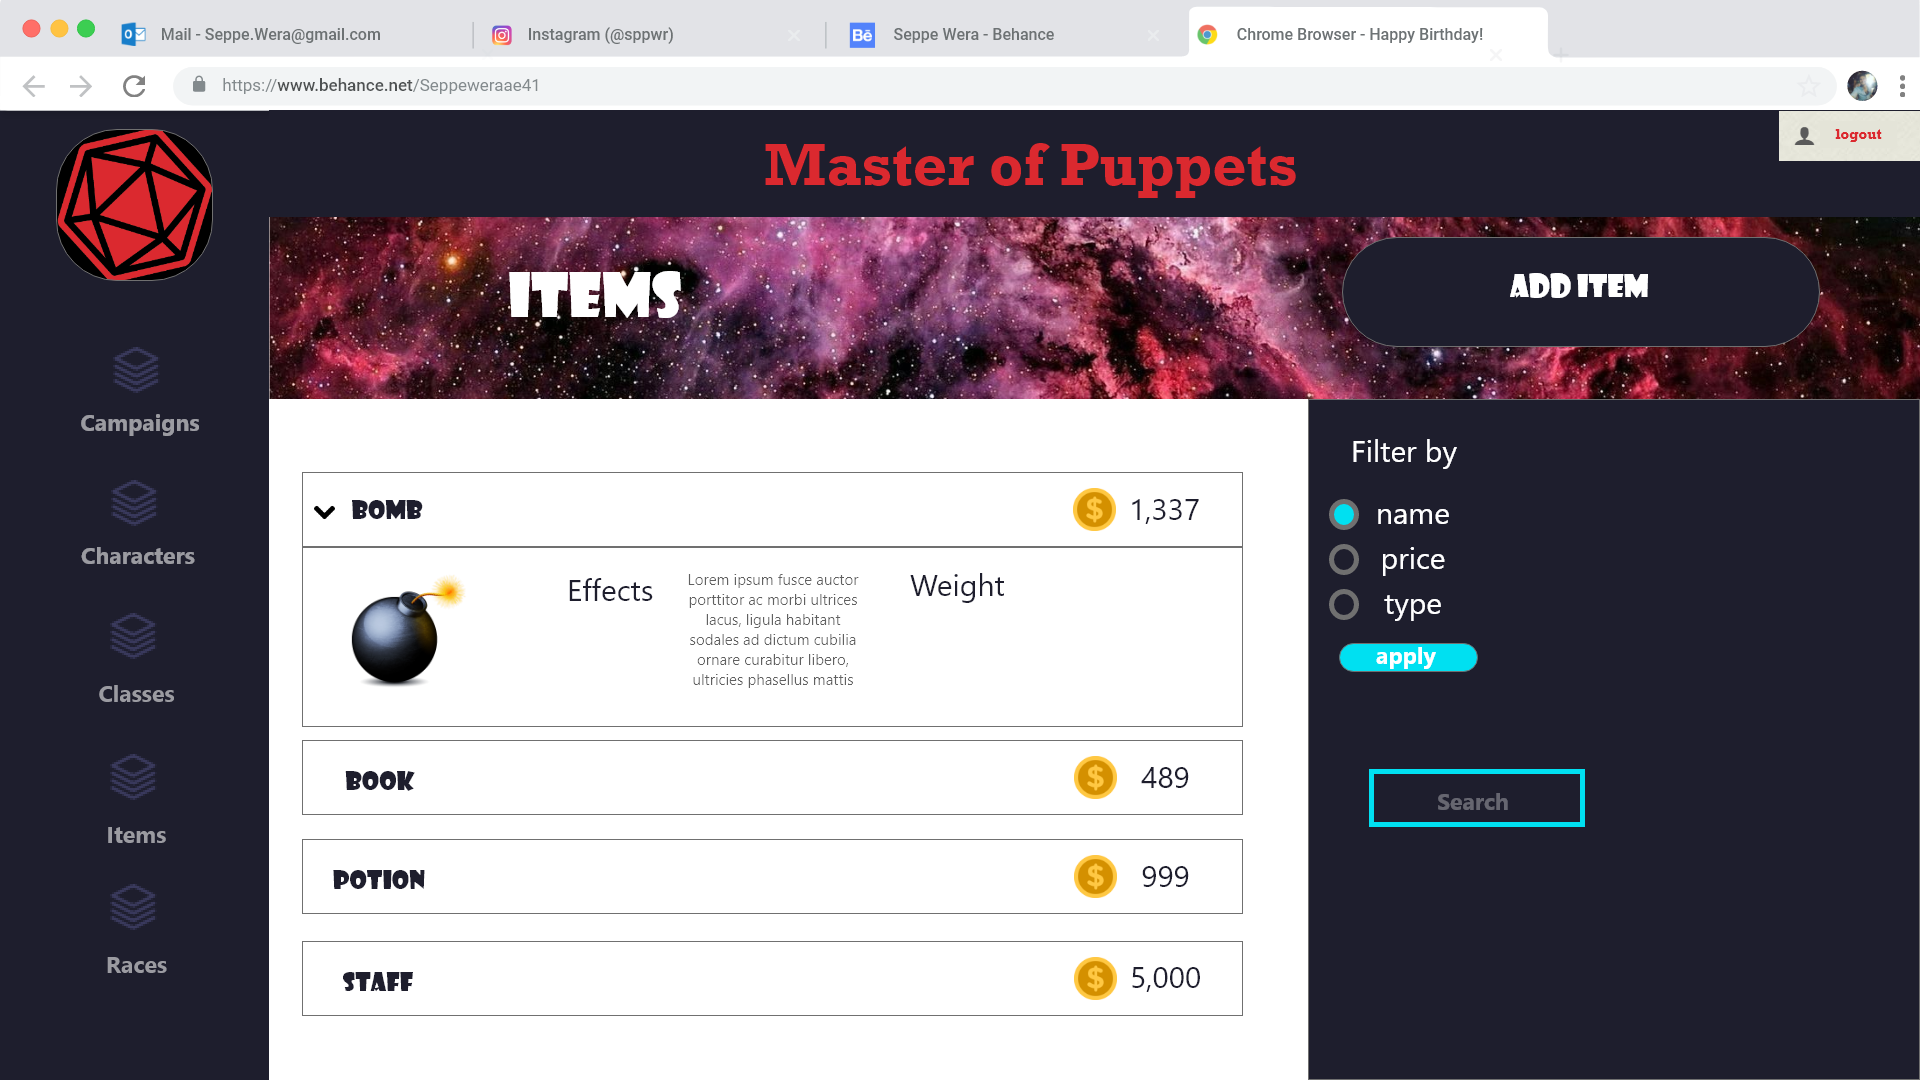 Mail - Seppe.Wera@gmail.com
Instagram (@sppwr)
Bē
Seppe Wera - Behance
Chrome Browser - Happy Birthday!
https://www.behance.net/Seppeweraae41
logout
Master of Puppets
ITEMS
ADD ITEM
Campaigns
Characters
Classes
Items
Races
BOMB
$ 1,337
Effects
Lorem ipsum fusce auctor
porttitor ac morbi ultrices
lacus, ligula habitant
sodales ad dictum cubilia
ornare curabitur libero,
ultricies phasellus mattis
Weight
BOOK
$ 489
POTION
$ 999
STAFF
$ 5,000
Filter by
name
price
type
apply
Search